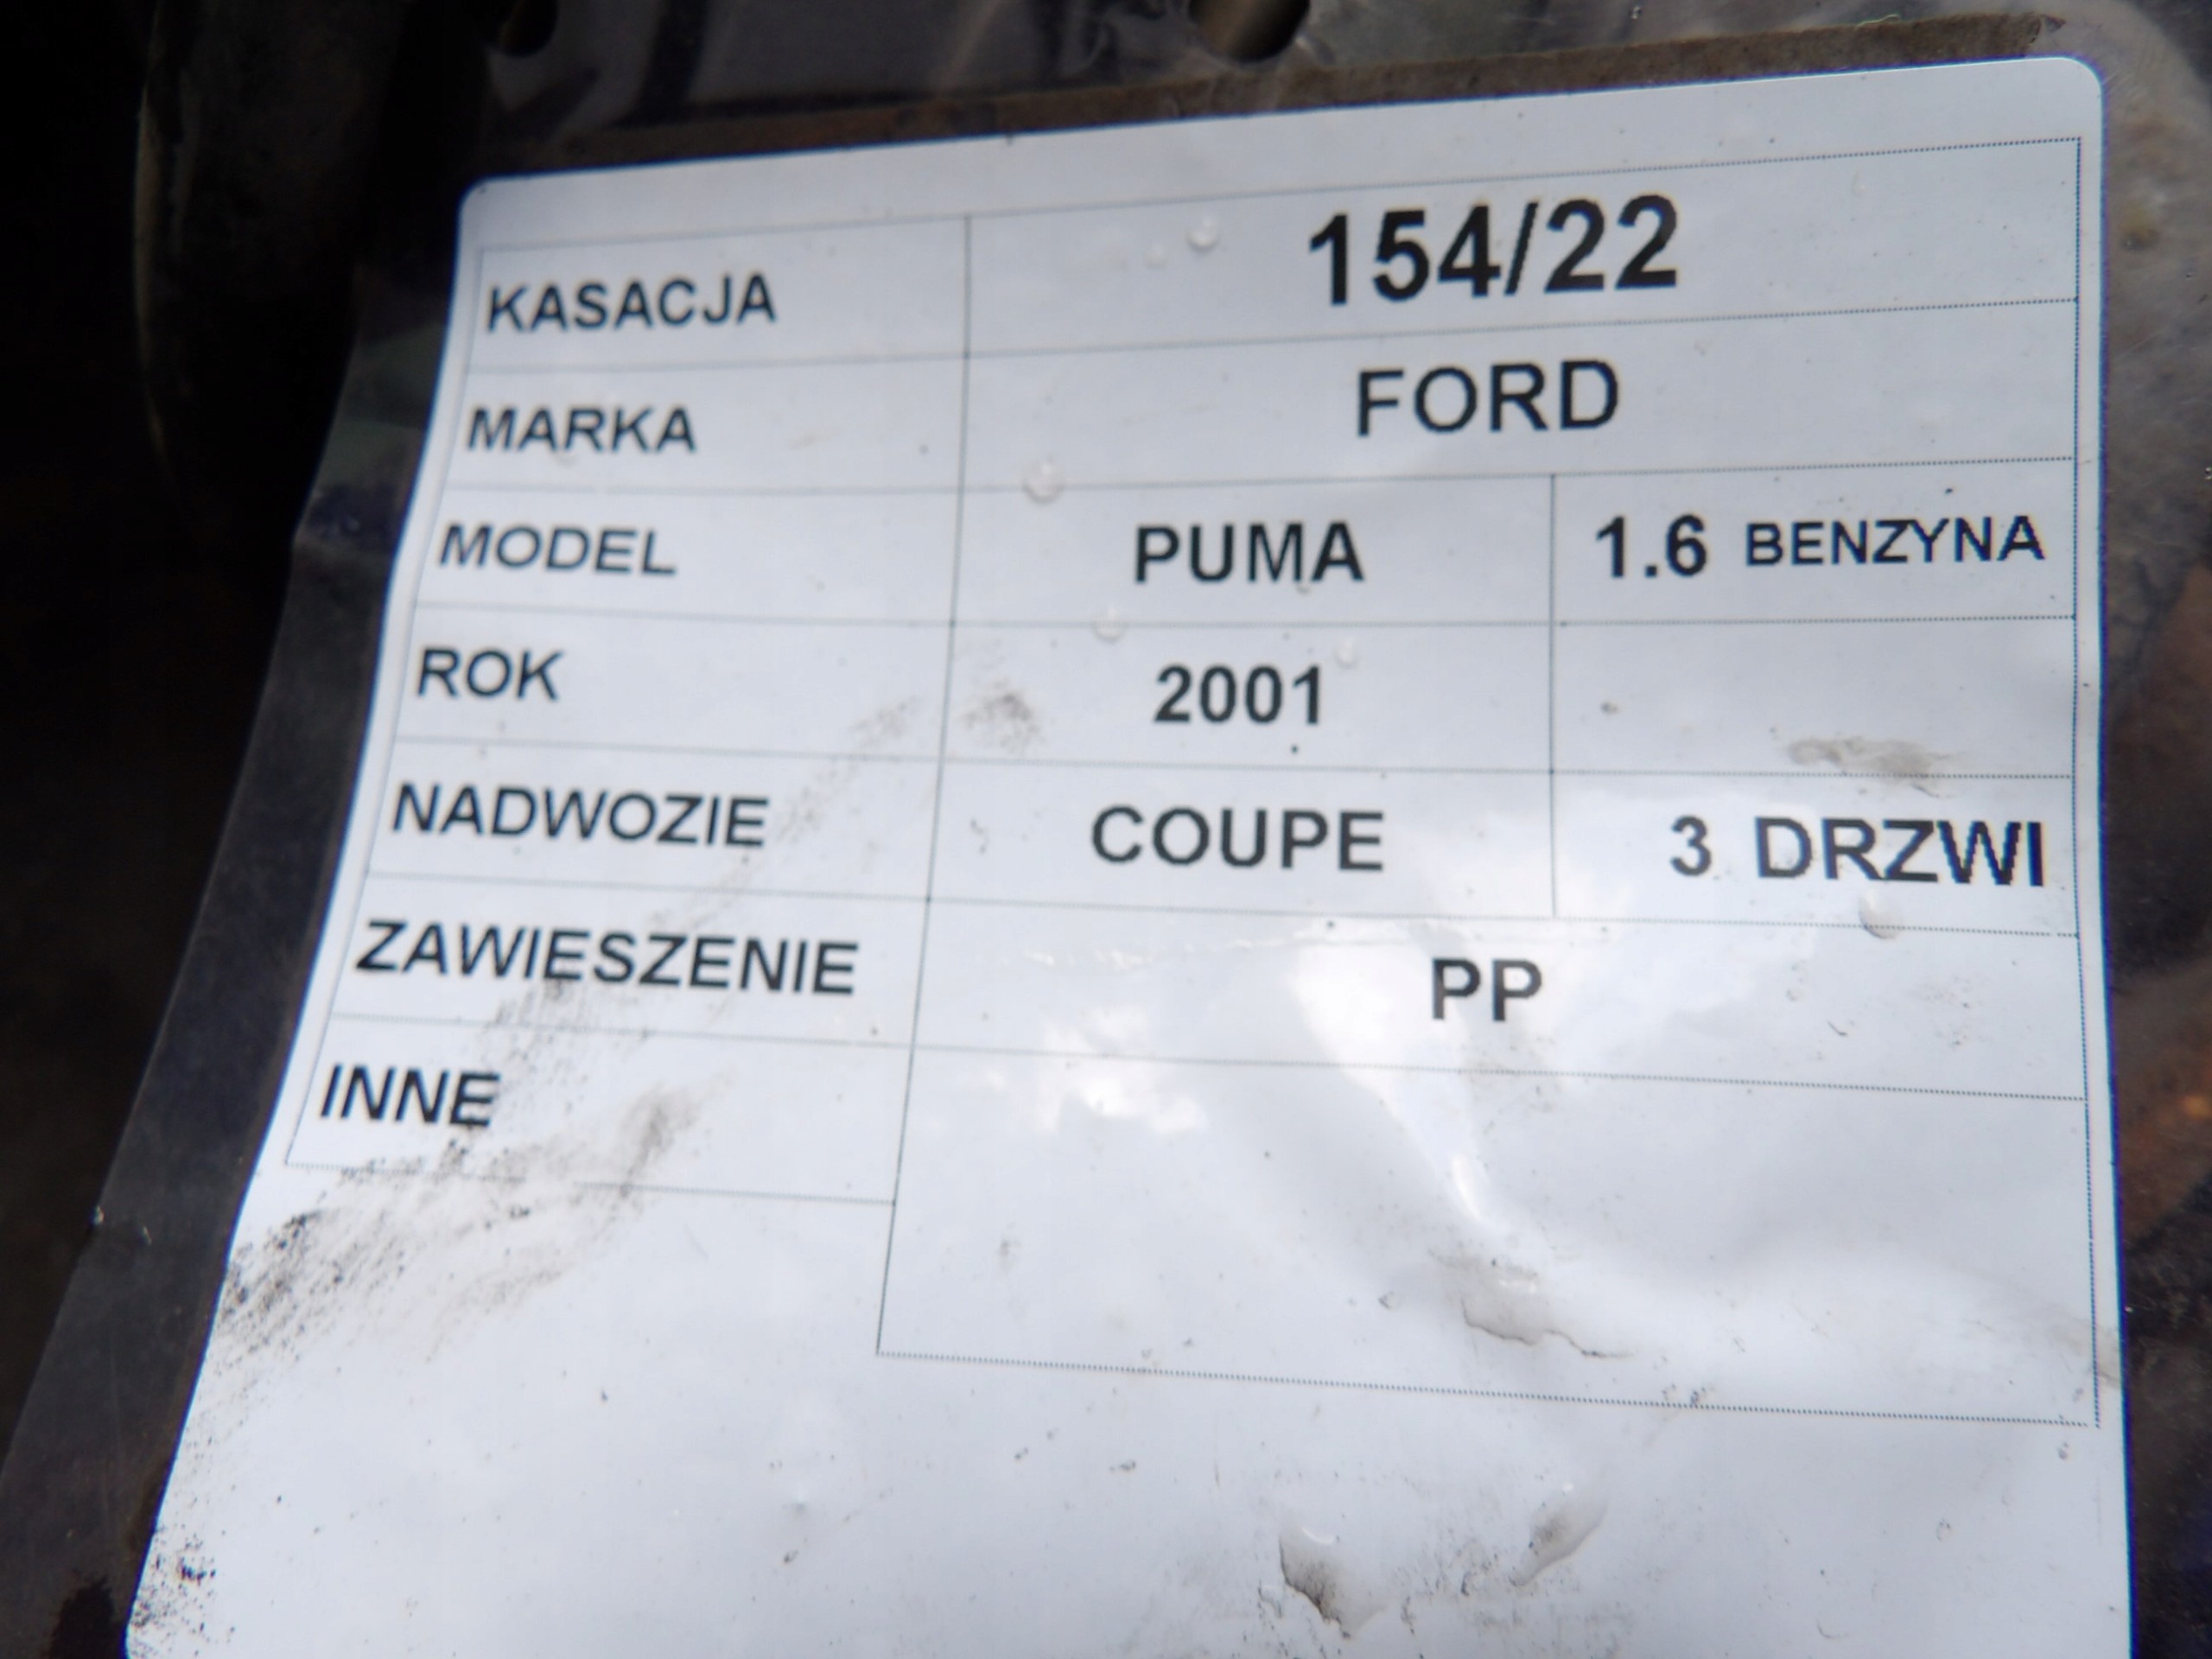 KASACJA 154/22
MARKA FORD
MODEL PUMA 1.6 BENZYNA
ROK 2001
NADWOZIE COUPE 3 DRZWI
ZAWIESZENIE PP
INNE